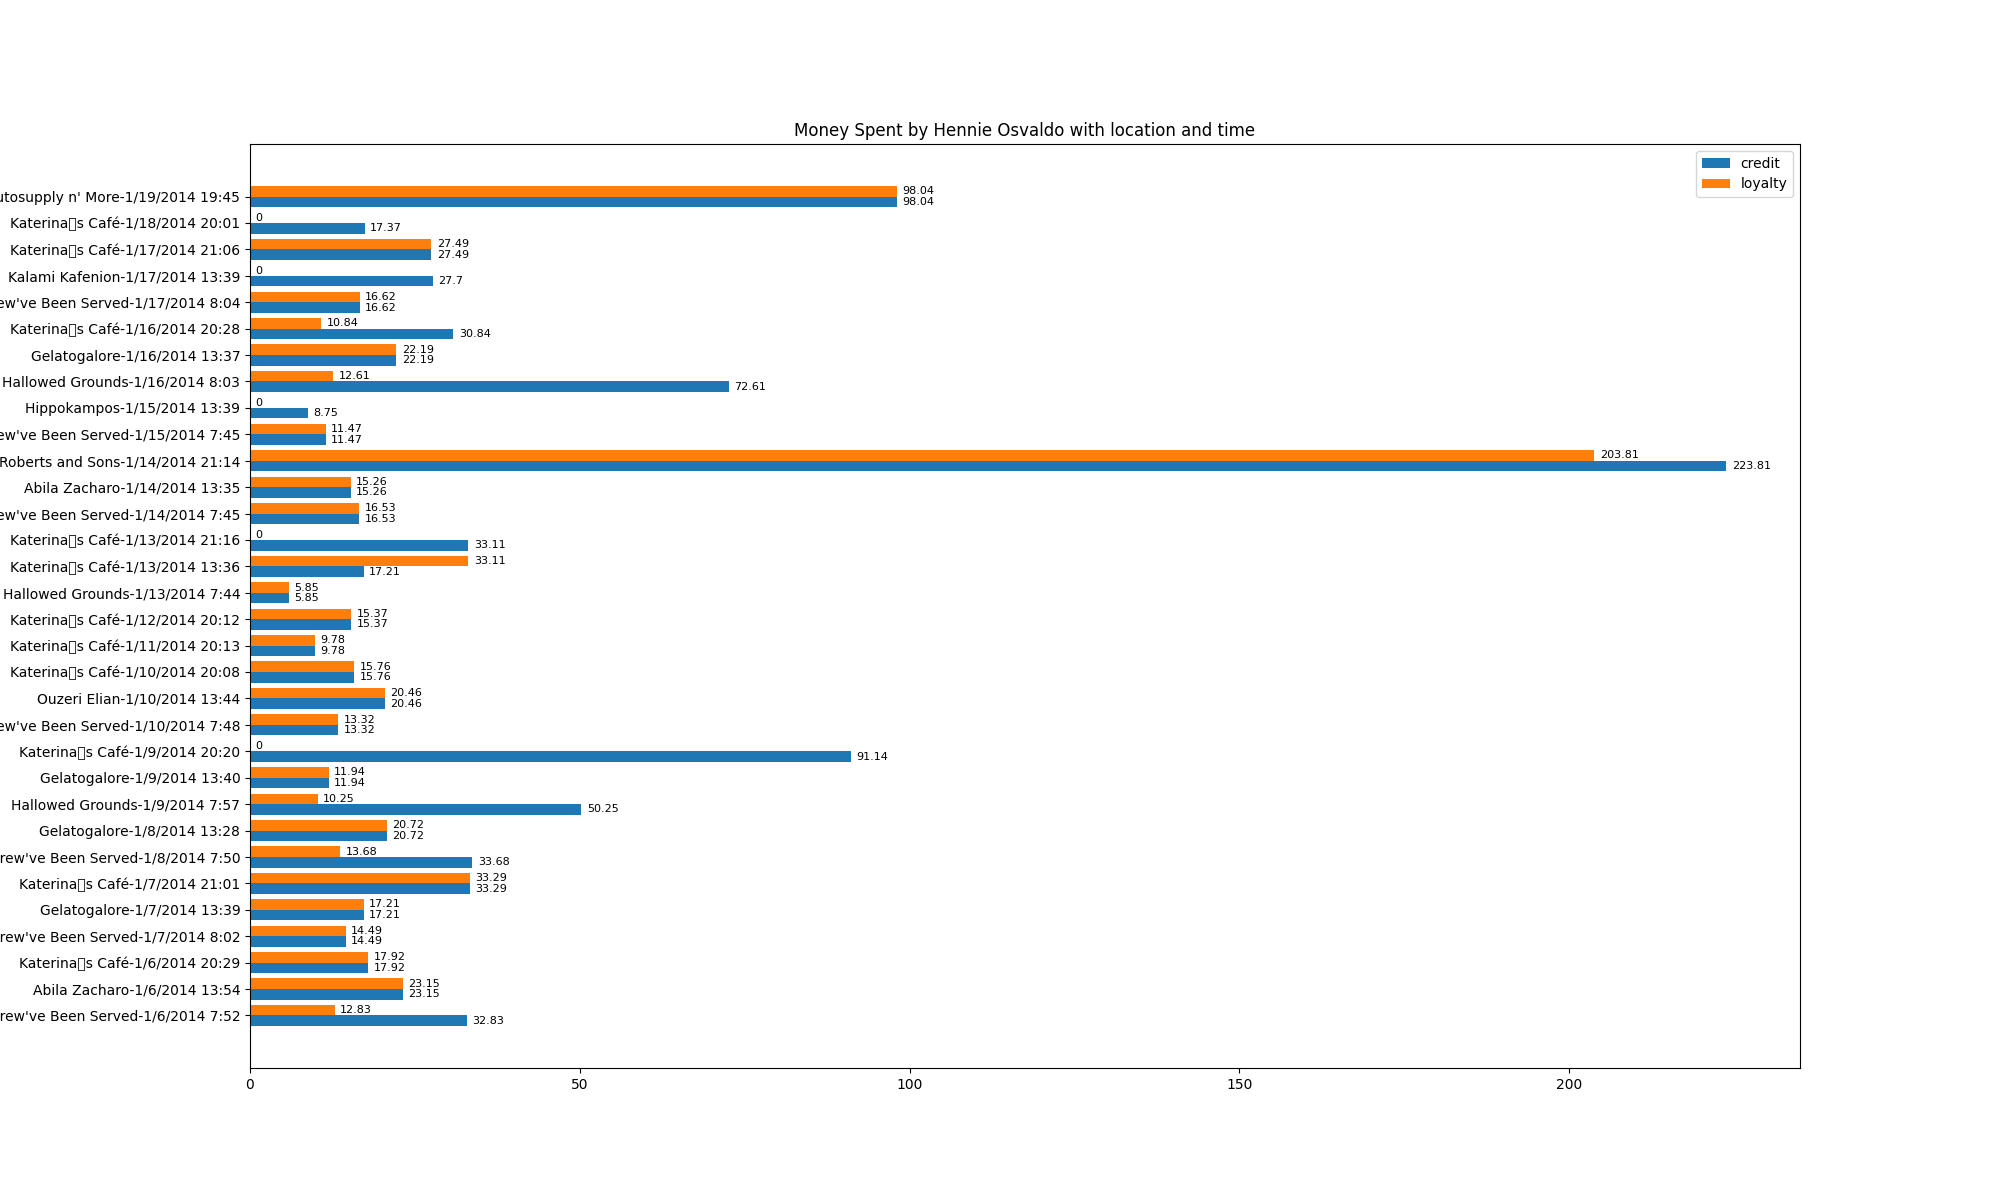 Money Spent by Hennie Osvaldo with location and time
credit
loyalty
utosupply n' More-1/19/2014 19:45
98.04
98.04
Katerina▯s Café-1/18/2014 20:01
0
17.37
Katerina▯s Café-1/17/2014 21:06
27.49
27.49
Kalami Kafenion-1/17/2014 13:39
0
27.7
ew've Been Served-1/17/2014 8:04
16.62
16.62
Katerina▯s Café-1/16/2014 20:28
10.84
30.84
Gelatogalore-1/16/2014 13:37
22.19
22.19
Hallowed Grounds-1/16/2014 8:03
12.61
72.61
Hippokampos-1/15/2014 13:39
0
8.75
ew've Been Served-1/15/2014 7:45
11.47
11.47
Roberts and Sons-1/14/2014 21:14
203.81
223.81
Abila Zacharo-1/14/2014 13:35
15.26
15.26
ew've Been Served-1/14/2014 7:45
16.53
16.53
Katerina▯s Café-1/13/2014 21:16
0
33.11
Katerina▯s Café-1/13/2014 13:36
33.11
17.21
Hallowed Grounds-1/13/2014 7:44
5.85
5.85
Katerina▯s Café-1/12/2014 20:12
15.37
15.37
Katerina▯s Café-1/11/2014 20:13
9.78
9.78
Katerina▯s Café-1/10/2014 20:08
15.76
15.76
Ouzeri Elian-1/10/2014 13:44
20.46
20.46
ew've Been Served-1/10/2014 7:48
13.32
13.32
Katerina▯s Café-1/9/2014 20:20
0
91.14
Gelatogalore-1/9/2014 13:40
11.94
11.94
Hallowed Grounds-1/9/2014 7:57
10.25
50.25
Gelatogalore-1/8/2014 13:28
20.72
20.72
rew've Been Served-1/8/2014 7:50
13.68
33.68
Katerina▯s Café-1/7/2014 21:01
33.29
33.29
Gelatogalore-1/7/2014 13:39
17.21
17.21
rew've Been Served-1/7/2014 8:02
14.49
14.49
Katerina▯s Café-1/6/2014 20:29
17.92
17.92
Abila Zacharo-1/6/2014 13:54
23.15
23.15
rew've Been Served-1/6/2014 7:52
12.83
32.83
0 50 100 150 200